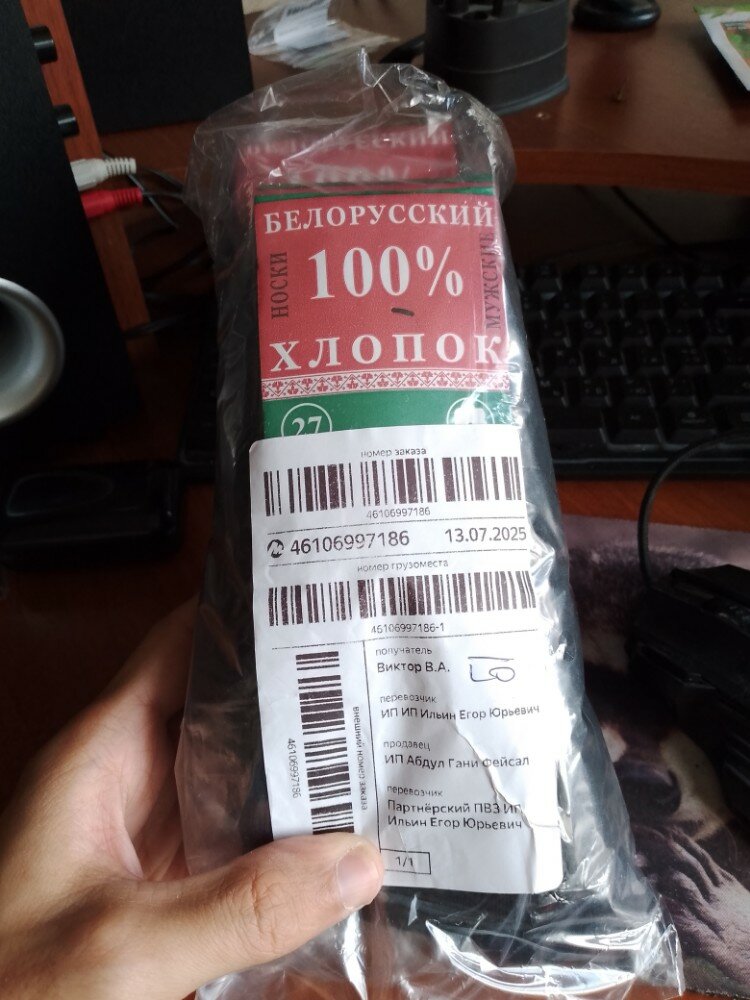 БЕЛОРУССКИЙ
НОСКИ
100%
МУЖСКИЕ
ХЛОПОК
27
номер заказа
46106997186
46106997186 13.07.2025
номер грузоместа
46106997186-1
получатель
Виктор В.А.
перевозчик
ИП ИП Ильин Егор Юрьевич
продавец
ИП Абдул Гани Фейсал
перевозчик
Партнёрский ПВЗ ИП
Ильин Егор Юрьевич
1/1
внешний номер заказа
46106997186